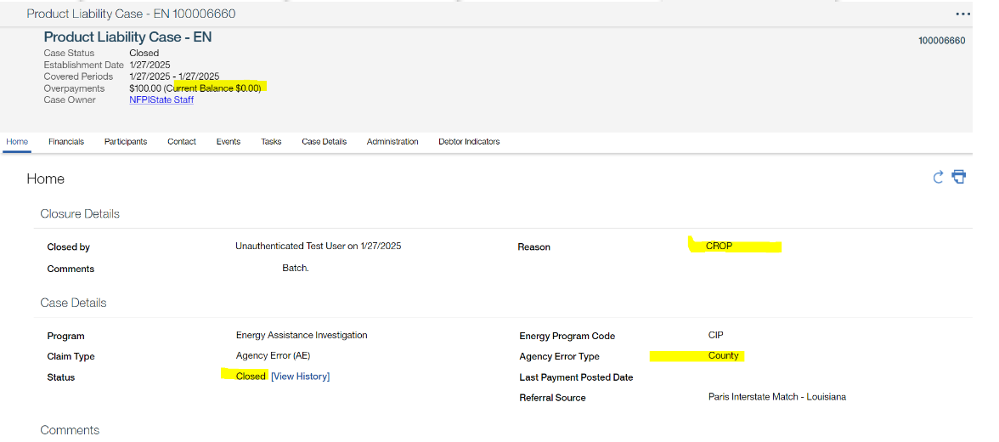 Product Liability Case - EN 100006660
Product Liability Case - EN
100006660
Case Status Closed
Establishment Date 1/27/2025
Covered Periods 1/27/2025 - 1/27/2025
Overpayments $100.00 (Current Balance $0.00)
Case Owner NFPIState Staff
Home Financials Participants Contact Events Tasks Case Details Administration Debtor Indicators
Home
Closure Details
Closed by Unauthenticated Test User on 1/27/2025 Reason CROP
Comments Batch.
Case Details
Program Energy Assistance Investigation Energy Program Code CIP
Claim Type Agency Error (AE) Agency Error Type County
Status Closed [View History] Last Payment Posted Date
Referral Source Paris Interstate Match - Louisiana
Comments